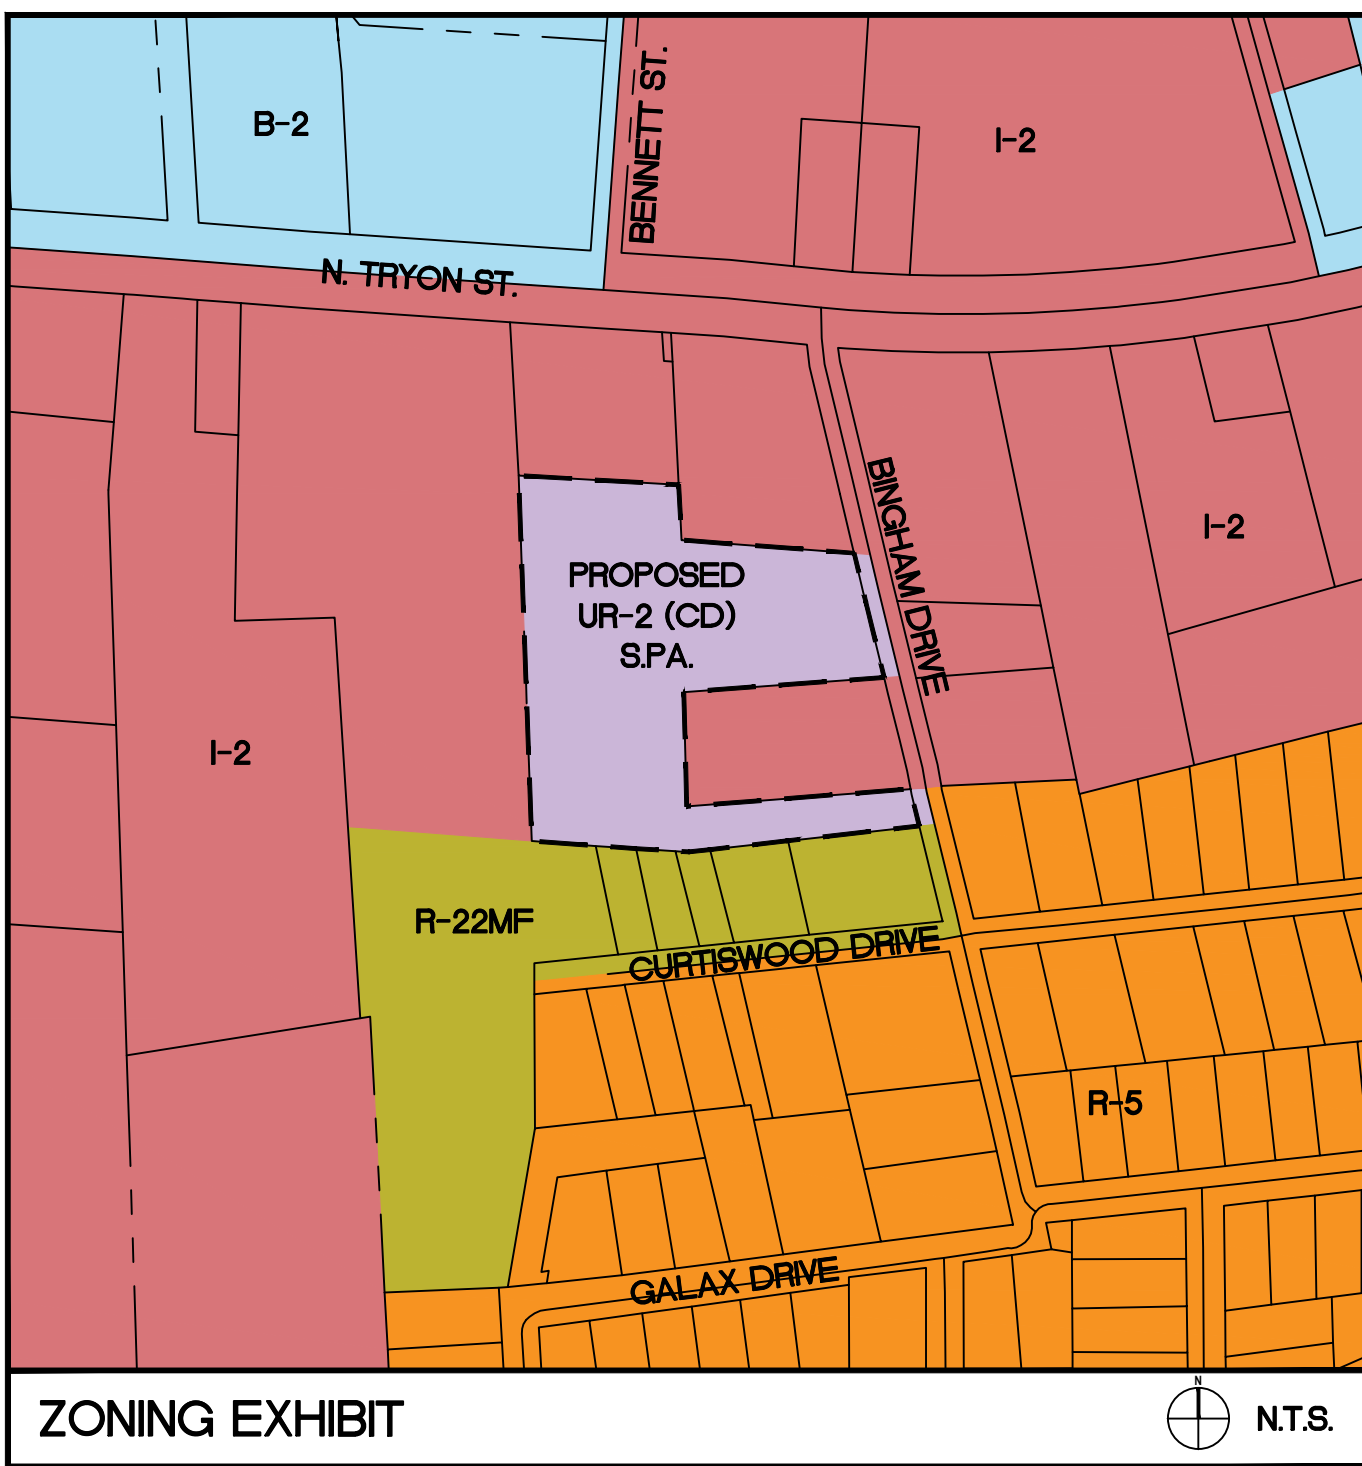 B-2
BENNETT ST.
I-2
N. TRYON ST.
BINGHAM DRIVE
I-2
PROPOSED
UR-2 (CD)
S.P.A.
I-2
R-22MF
CURTISWOOD DRIVE
R-5
GALAX DRIVE
ZONING EXHIBIT
N
N.T.S.